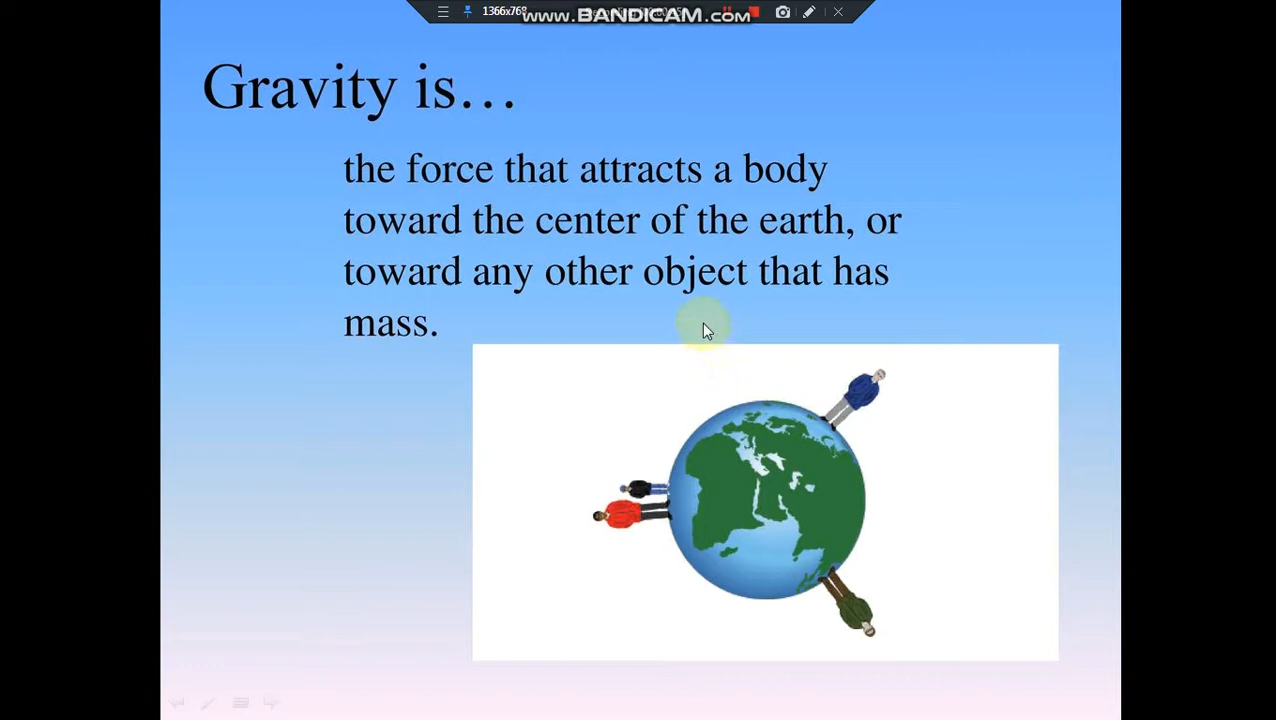 1366x768
www.BANDICAM.com
Gravity is…
the force that attracts a body
toward the center of the earth, or
toward any other object that has
mass.